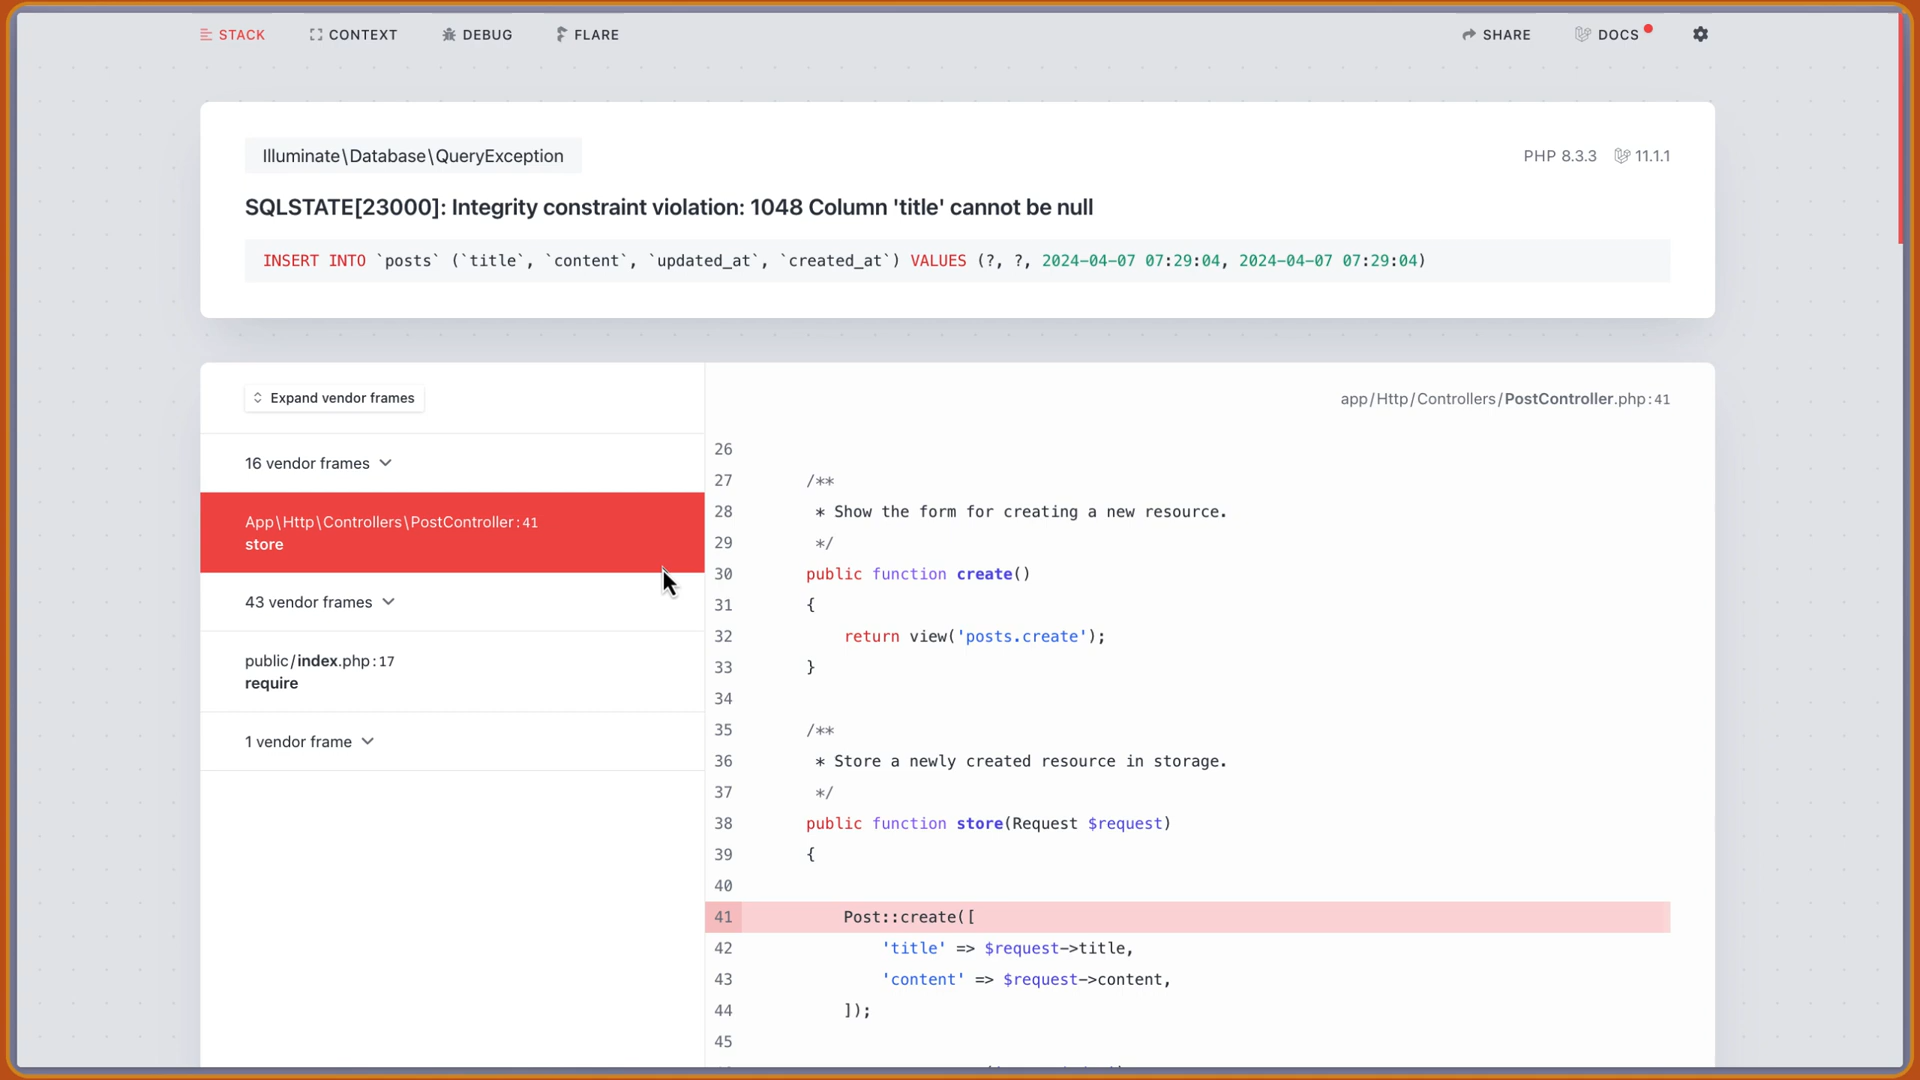 STACK CONTEXT DEBUG FLARE SHARE DOCS
Illuminate\Database\QueryException
PHP 8.3.3 11.1.1
SQLSTATE[23000]: Integrity constraint violation: 1048 Column 'title' cannot be null
INSERT INTO `posts` (`title`, `content`, `updated_at`, `created_at`) VALUES (?, ?, 2024-04-07 07:29:04, 2024-04-07 07:29:04)
Expand vendor frames
16 vendor frames
App\Http\Controllers\PostController:41
store
43 vendor frames
public/index.php:17
require
1 vendor frame
app/Http/Controllers/PostController.php:41
26
27 /**
28 * Show the form for creating a new resource.
29 */
30 public function create()
31 {
32 return view('posts.create');
33 }
34
35 /**
36 * Store a newly created resource in storage.
37 */
38 public function store(Request $request)
39 {
40
41 Post::create([
42 'title' => $request->title,
43 'content' => $request->content,
44 ]);
45